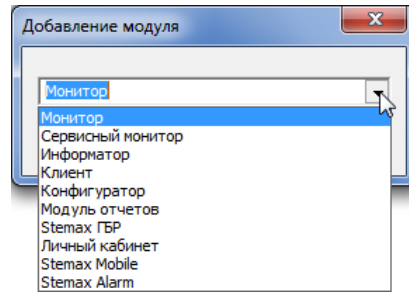 Добавление модуля
Монитор
Монитор
Сервисный монитор
Информатор
Клиент
Конфигуратор
Модуль отчетов
Stemax ГБР
Личный кабинет
Stemax Mobile
Stemax Alarm